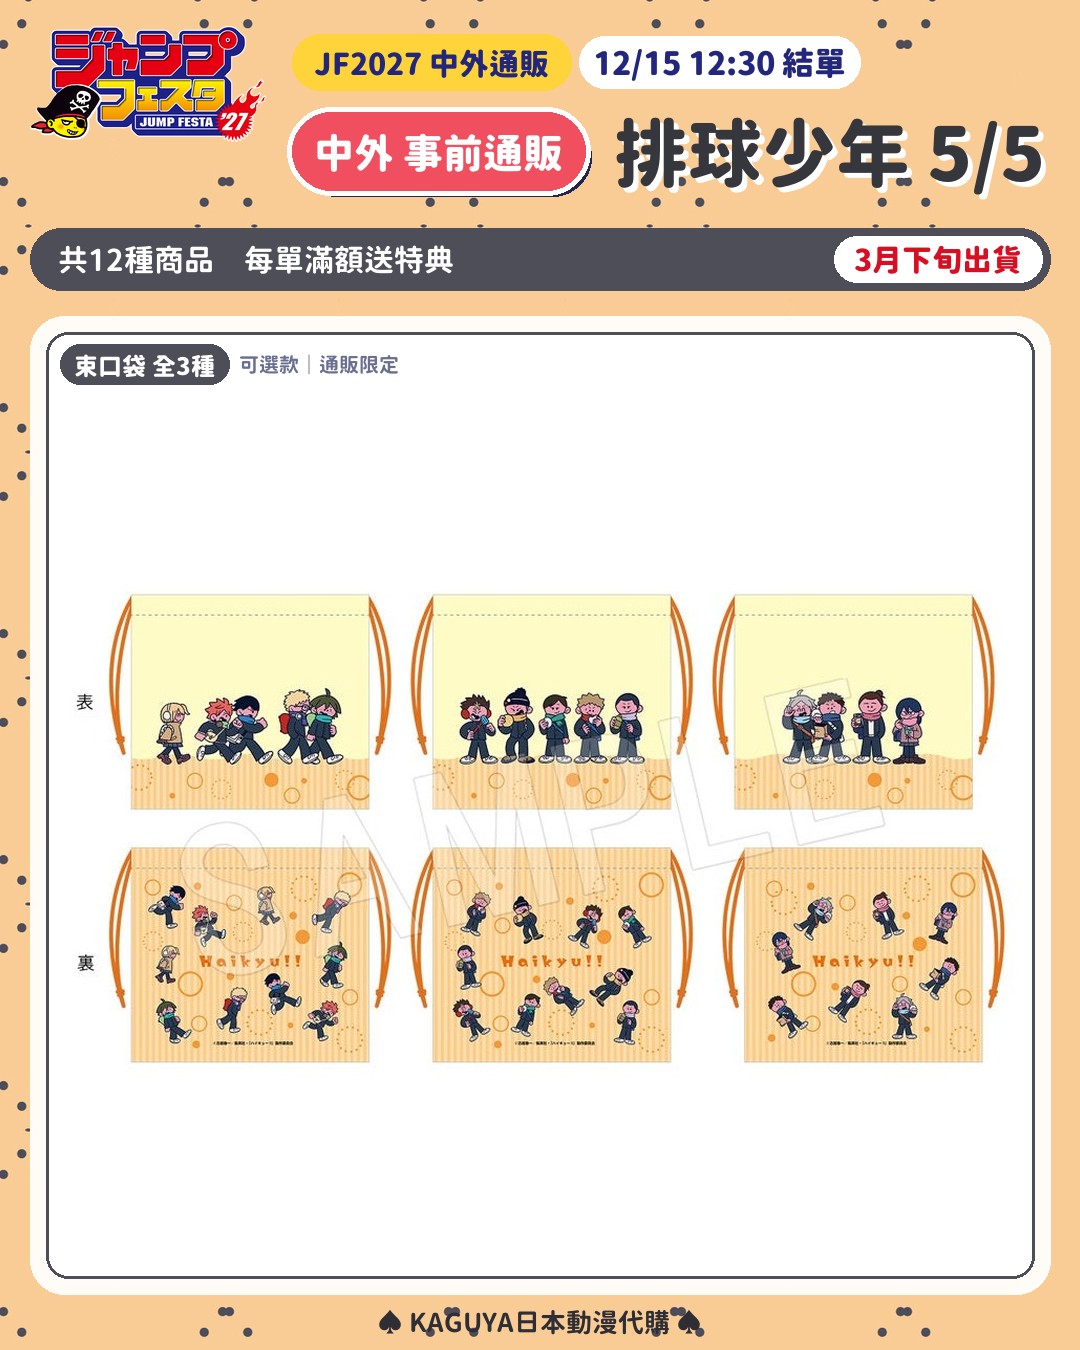 ジャンプ
フェスタ
JUMP FESTA '27
JF2027 中外通販
12/15 12:30 結單
中外 事前通販
排球少年 5/5
共12種商品 每單滿額送特典
3月下旬出貨
束口袋 全3種
可選款｜通販限定
表
SAMPLE
裏
Haikyu!!
Haikyu!!
Haikyu!!
♠ KAGUYA日本動漫代購 ♠